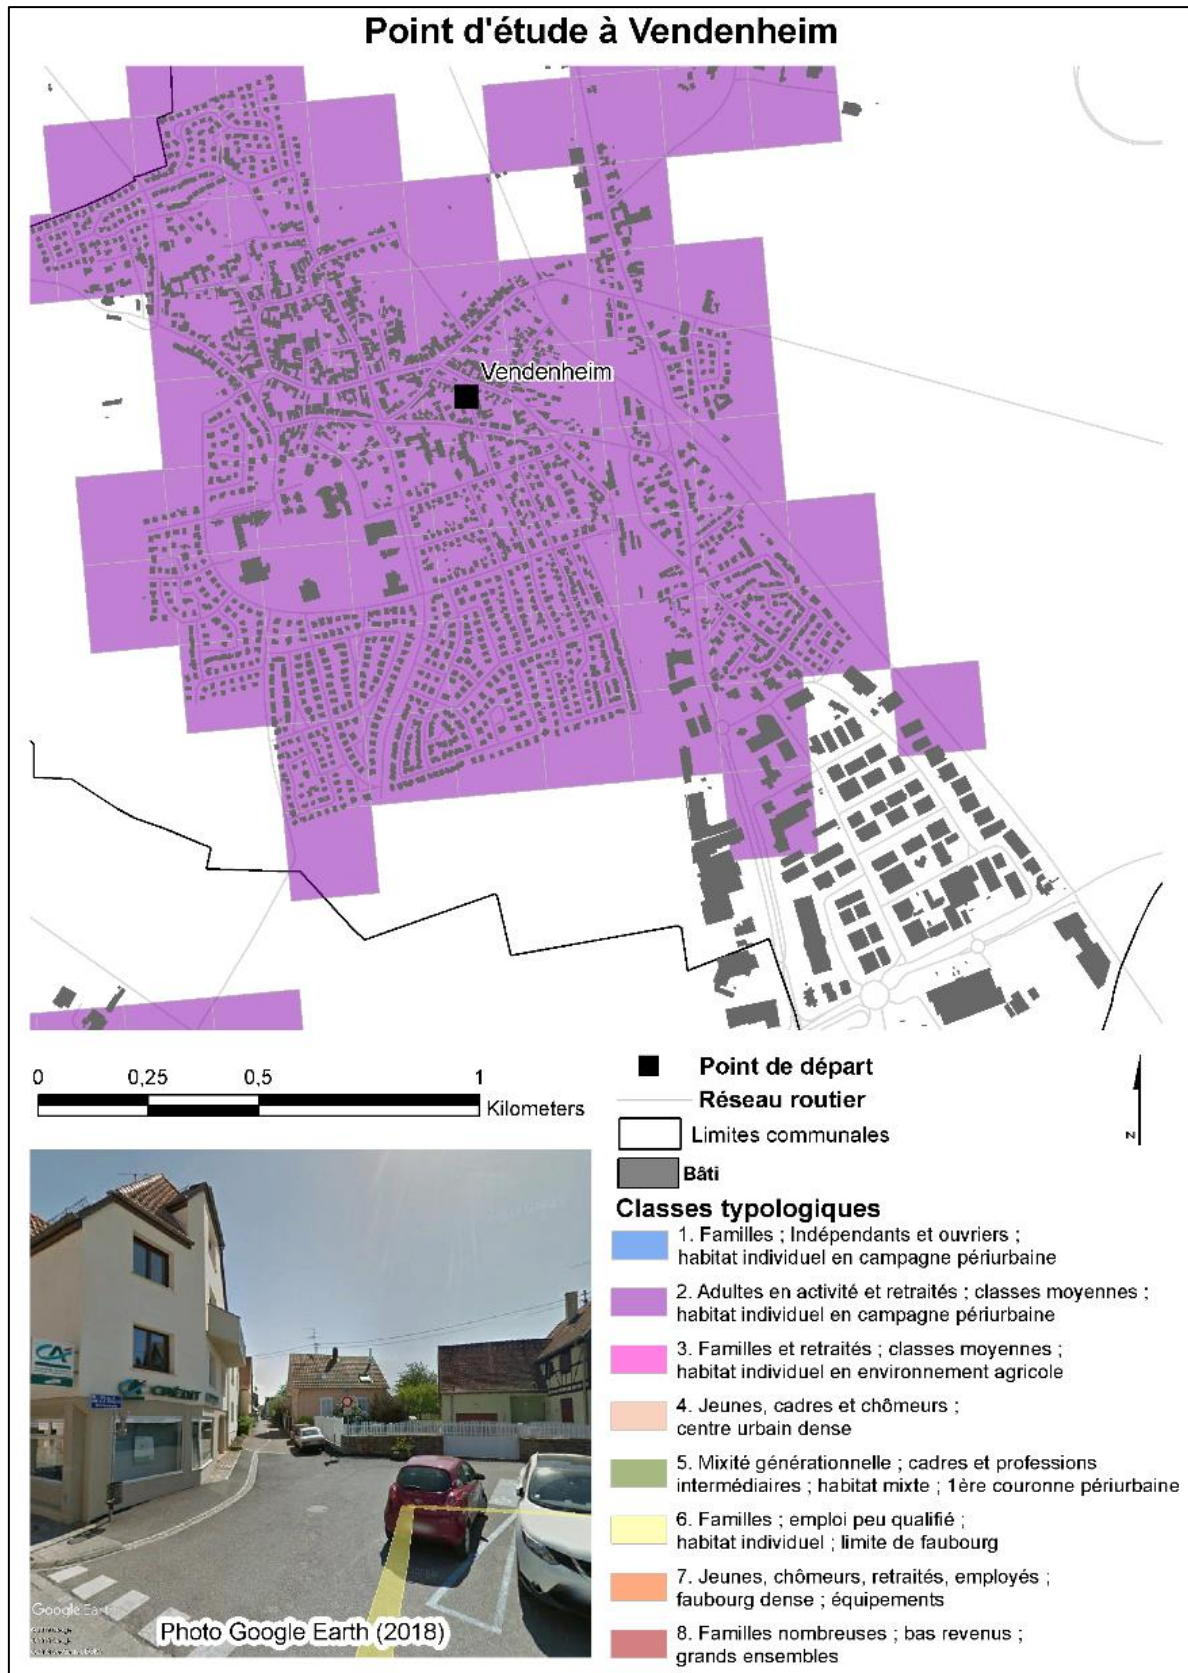 Point d'étude à Vendenheim
Vendenheim
0 0,25 0,5 1
Kilometers
Point de départ
Réseau routier
Limites communales
Bâti
N
Classes typologiques
1. Familles ; Indépendants et ouvriers ;
habitat individuel en campagne périurbaine
2. Adultes en activité et retraités ; classes moyennes ;
habitat individuel en campagne périurbaine
3. Familles et retraités ; classes moyennes ;
habitat individuel en environnement agricole
4. Jeunes, cadres et chômeurs ;
centre urbain dense
5. Mixité générationnelle ; cadres et professions
intermédiaires ; habitat mixte ; 1ère couronne périurbaine
6. Familles ; emploi peu qualifié ;
habitat individuel ; limite de faubourg
7. Jeunes, chômeurs, retraités, employés ;
faubourg dense ; équipements
8. Familles nombreuses ; bas revenus ;
grands ensembles
CA
CRÉDIT
Google Earth
Photo Google Earth (2018)